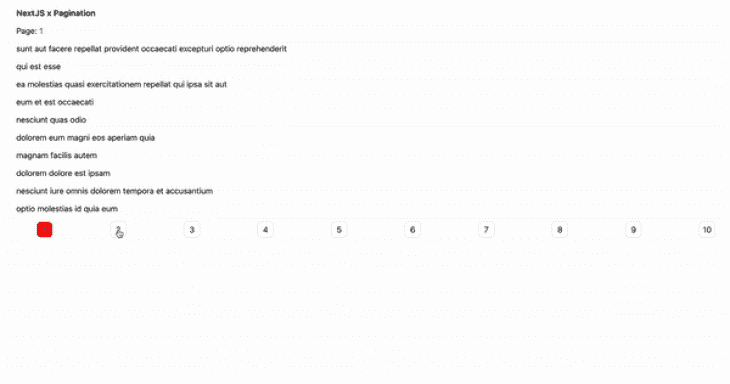 NextJS x Pagination
Page: 1
sunt aut facere repellat provident occaecati excepturi optio reprehenderit
qui est esse
ea molestias quasi exercitationem repellat qui ipsa sit aut
eum et est occaecati
nesciunt quas odio
dolorem eum magni eos aperiam quia
magnam facilis autem
dolorem dolore est ipsam
nesciunt iure omnis dolorem tempora et accusantium
optio molestias id quia eum
2 3 4 5 6 7 8 9 10